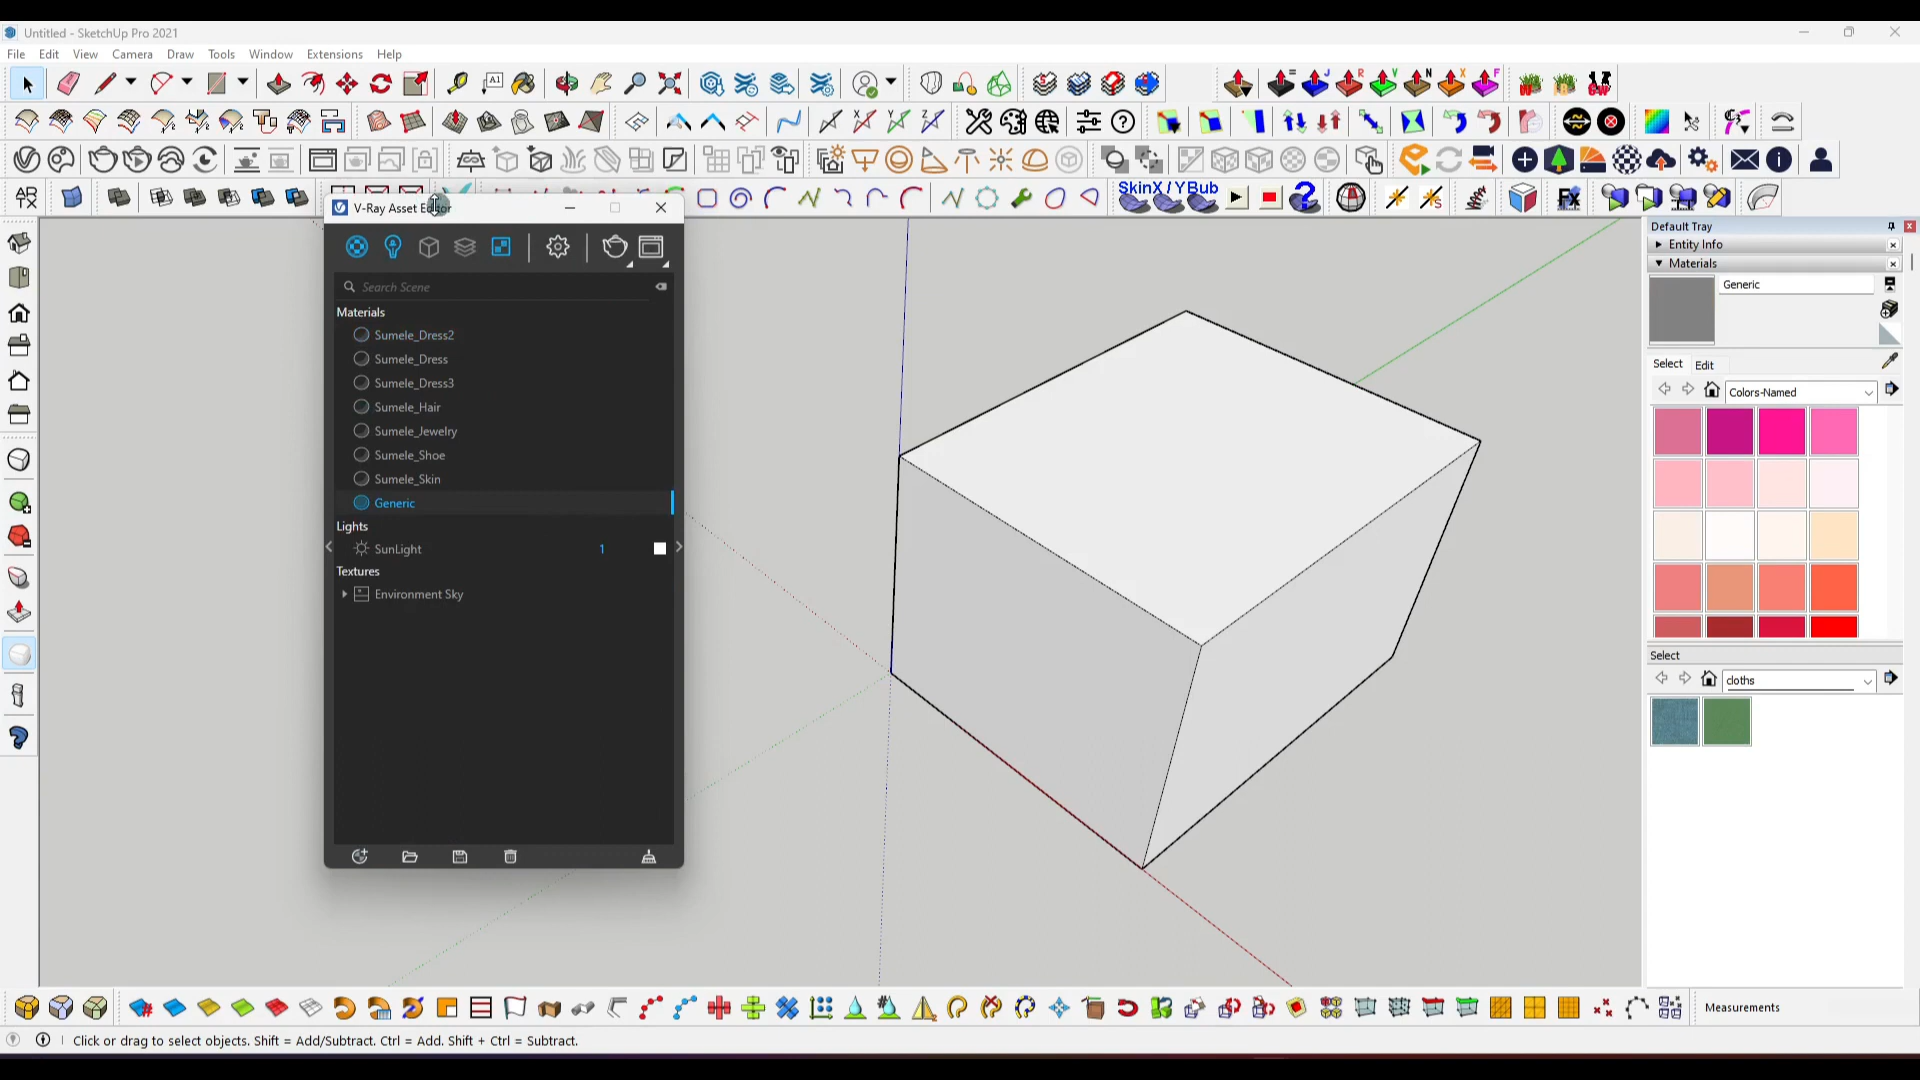 Untitled - SketchUp Pro 2021
File Edit View Camera Draw Tools Window Extensions Help
SkinX / YBub
V-Ray Asset Editor
Search Scene
Materials
Sumele_Dress2
Sumele_Dress
Sumele_Dress3
Sumele_Hair
Sumele_Jewelry
Sumele_Shoe
Sumele_Skin
Generic
Lights
SunLight 1
Textures
Environment Sky
Default Tray
Entity Info
Materials
Generic
Select Edit
Colors-Named
Select
cloths
Measurements
Click or drag to select objects. Shift = Add/Subtract. Ctrl = Add. Shift + Ctrl = Subtract.